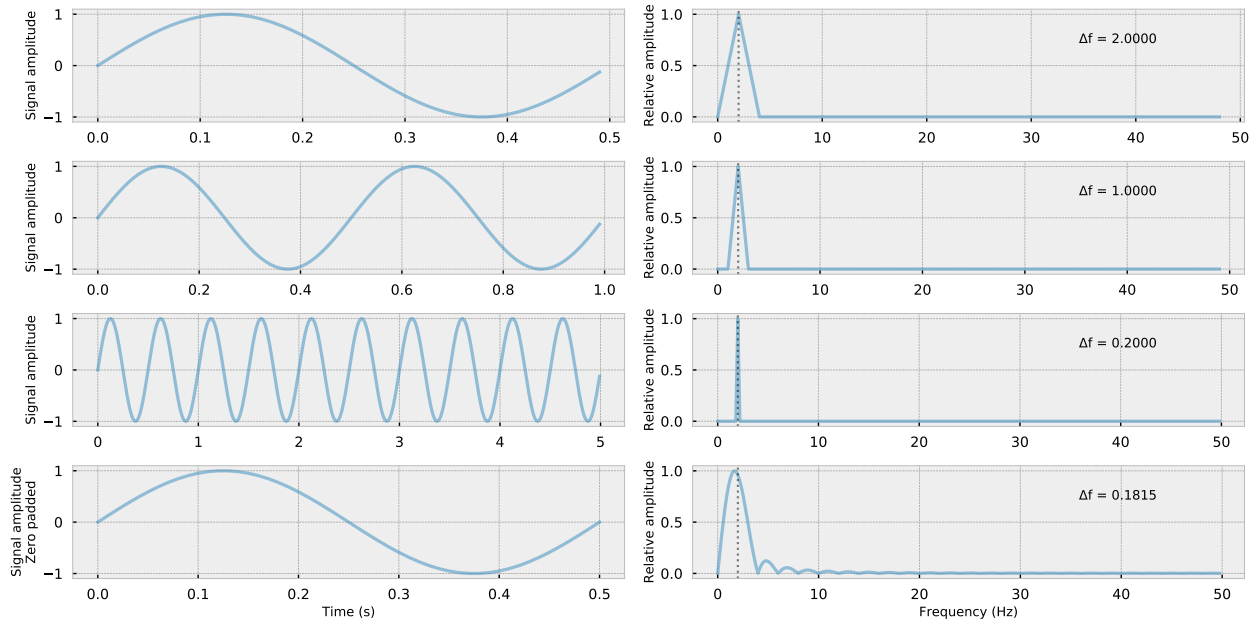 Signal amplitude
1
0
−1
0.0 0.1 0.2 0.3 0.4 0.5
Relative amplitude
1.0
0.5
0.0
Δf = 2.0000
0 10 20 30 40 50
Signal amplitude
1
0
−1
0.0 0.2 0.4 0.6 0.8 1.0
Relative amplitude
1.0
0.5
0.0
Δf = 1.0000
0 10 20 30 40 50
Signal amplitude
1
0
−1
0 1 2 3 4 5
Relative amplitude
1.0
0.5
0.0
Δf = 0.2000
0 10 20 30 40 50
Signal amplitude
Zero padded
1
0
−1
0.0 0.1 0.2 0.3 0.4 0.5
Time (s)
Relative amplitude
1.0
0.5
0.0
Δf = 0.1815
0 10 20 30 40 50
Frequency (Hz)